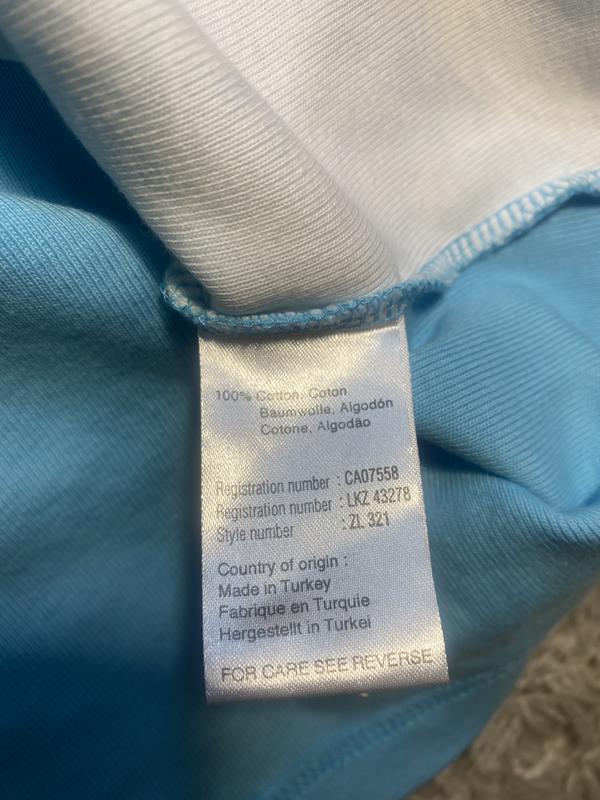 100% Cotton, Coton
Baumwolle, Algodón
Cotone, Algodão
Registration number : CA07558
Registration number : LKZ 43278
Style number : ZL 321
Country of origin :
Made in Turkey
Fabrique en Turquie
Hergestellt in Turkei
FOR CARE SEE REVERSE